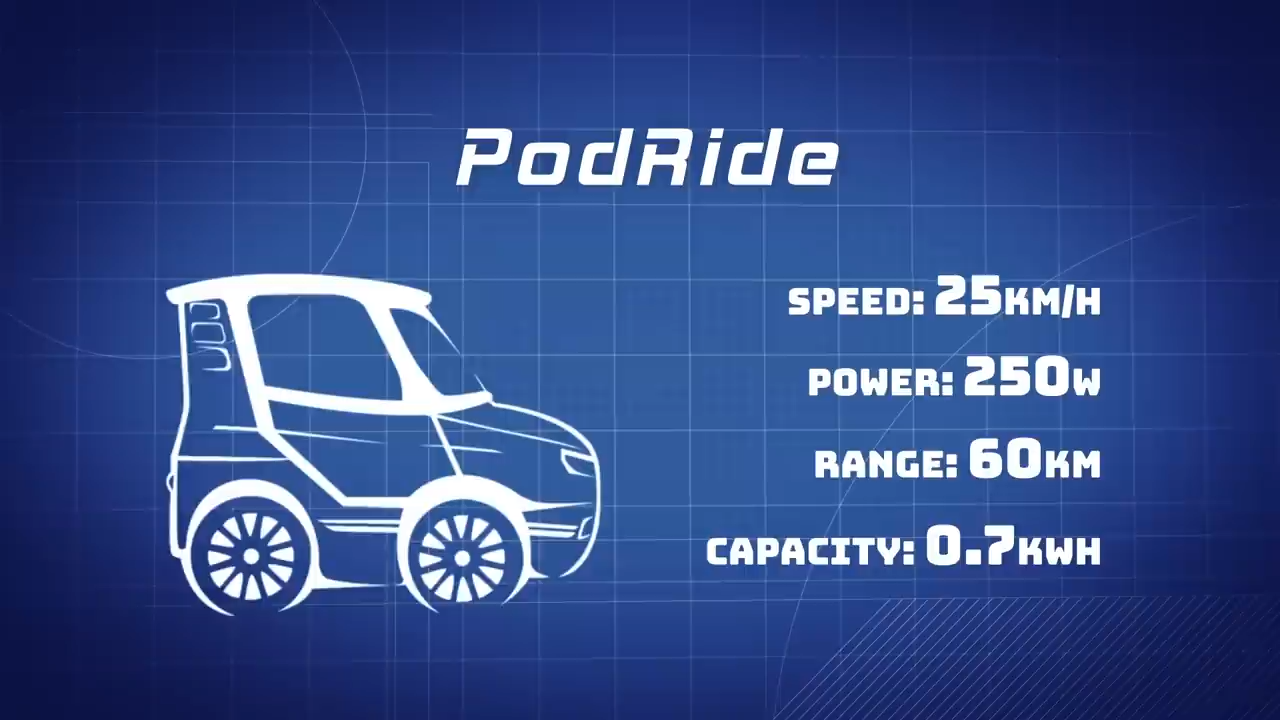 PodRide
SPEED: 25KM/H
POWER: 250W
RANGE: 60KM
CAPACITY: 0.7KWH